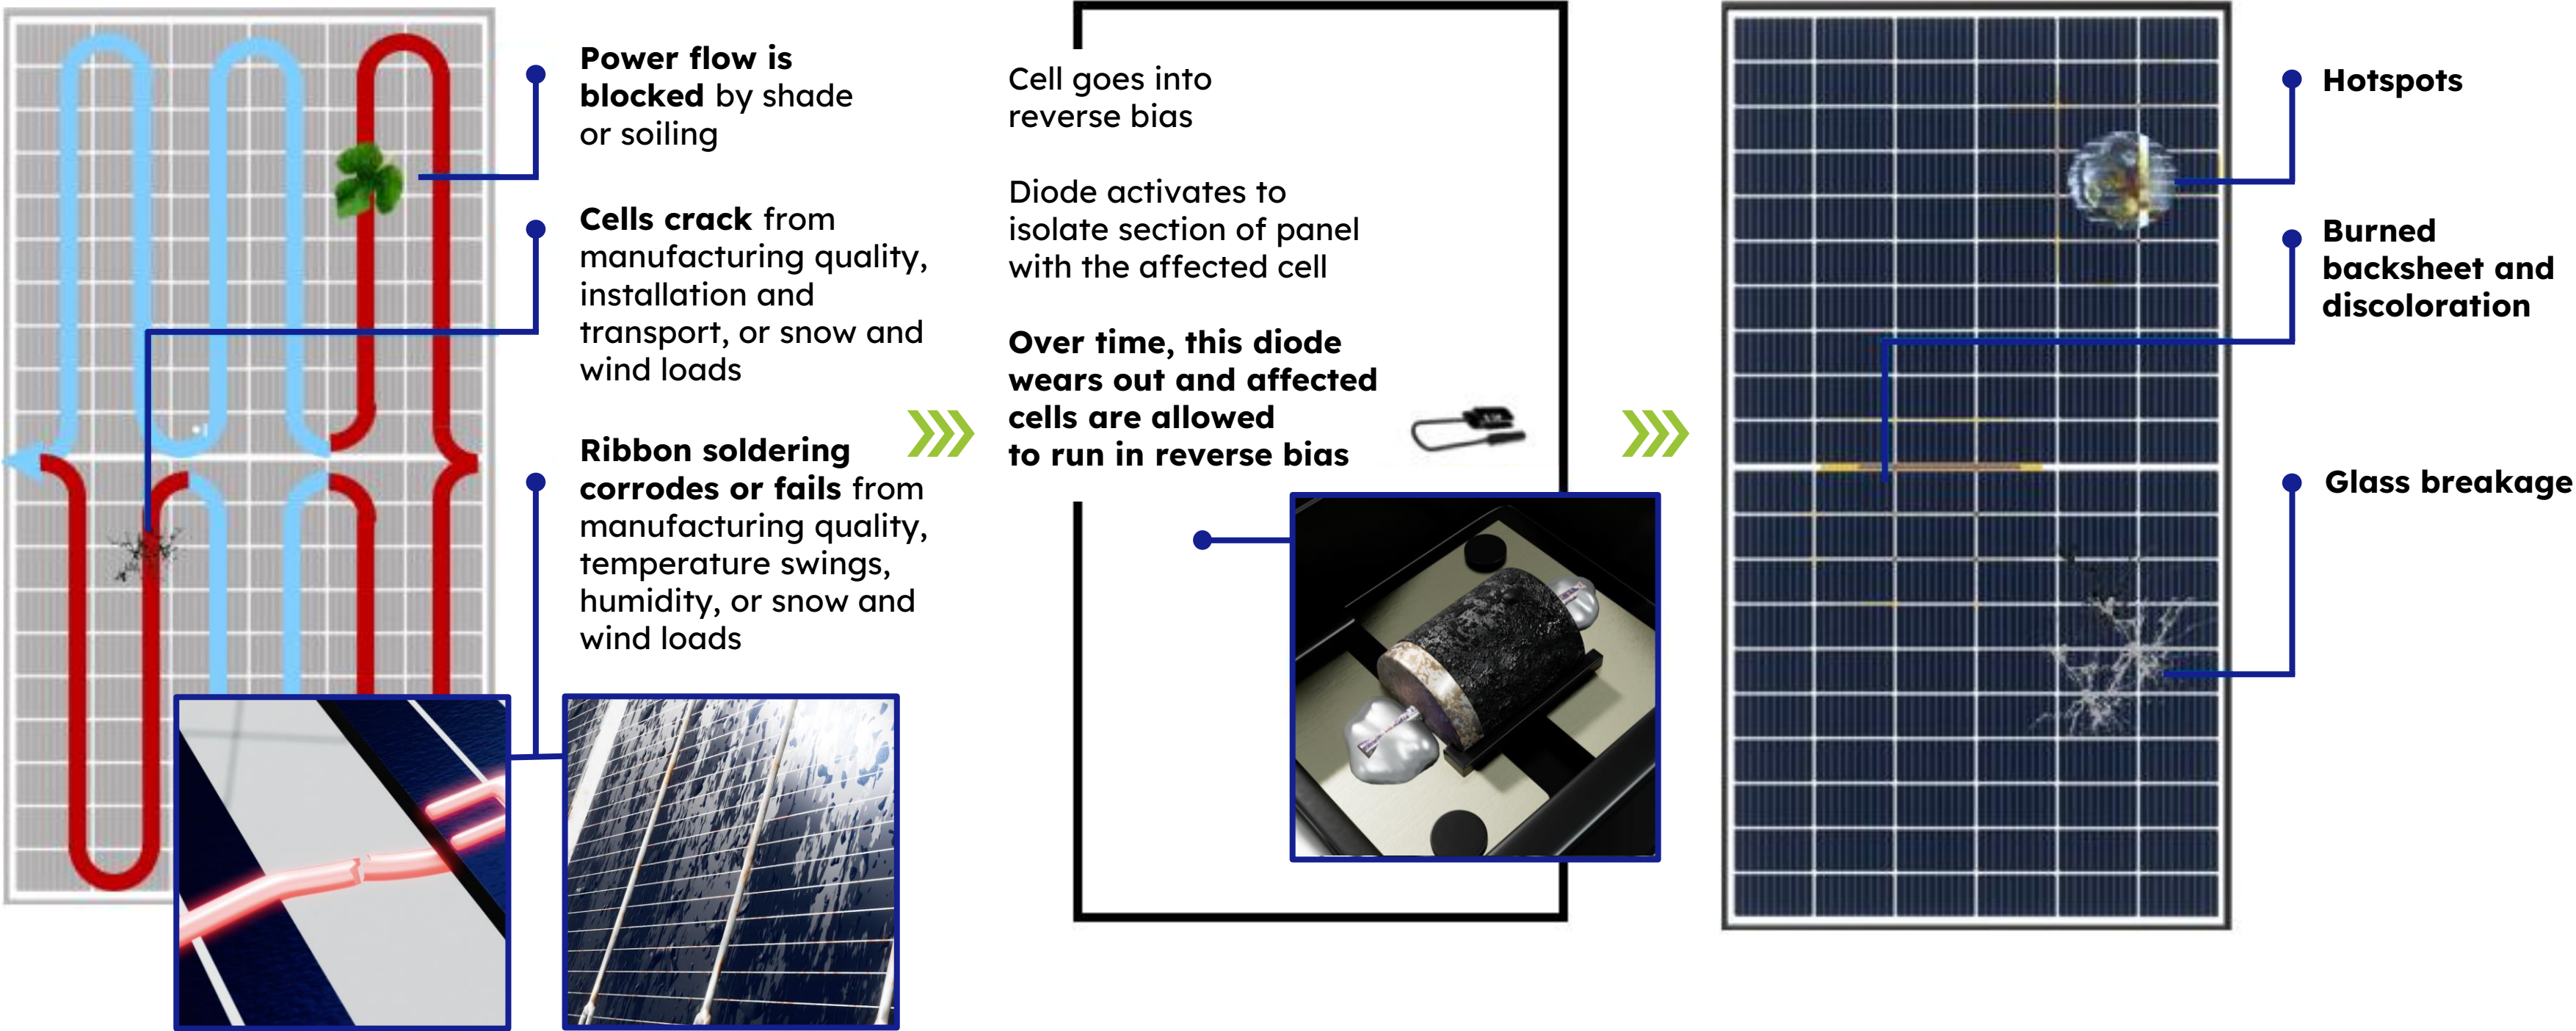 Power flow is
blocked by shade
or soiling
Cells crack from
manufacturing quality,
installation and
transport, or snow and
wind loads
Ribbon soldering
corrodes or fails from
manufacturing quality,
temperature swings,
humidity, or snow and
wind loads
Cell goes into
reverse bias
Diode activates to
isolate section of panel
with the affected cell
Over time, this diode
wears out and affected
cells are allowed
to run in reverse bias
Hotspots
Burned
backsheet and
discoloration
Glass breakage